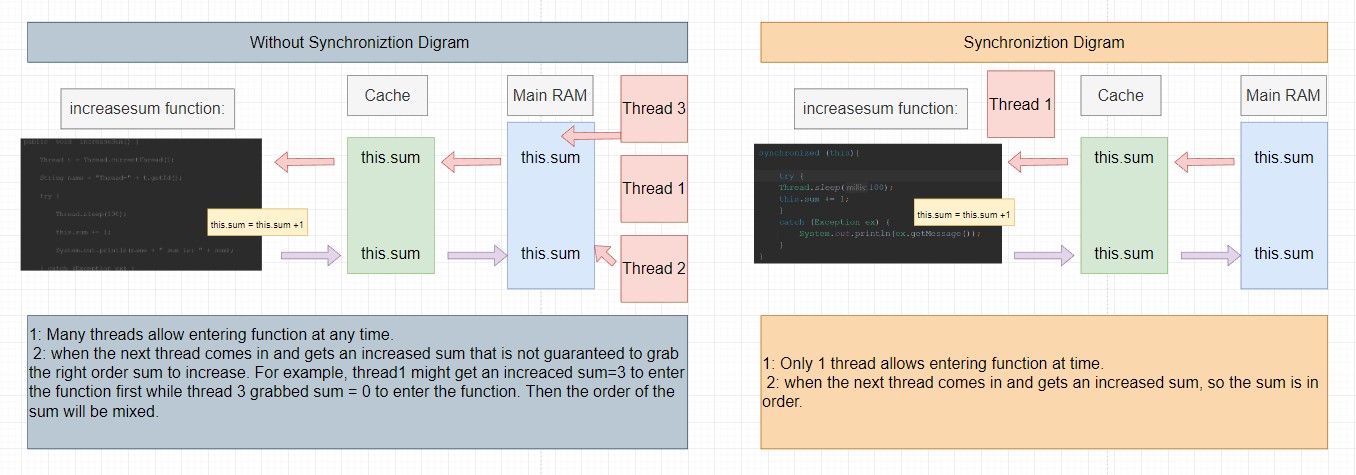 Without Synchroniztion Digram
increasesum function:
Cache
Main RAM
Thread 3
this.sum
this.sum
Thread 1
public void increaseSum() {
Thread t = Thread.currentThread();
String name = "Thread-" + t.getId();
try {
Thread.sleep(100);
this.sum += 1;
System.out.println(name + " sum is: " + sum);
} catch (Exception ex) {
this.sum = this.sum +1
this.sum
this.sum
Thread 2
1: Many threads allow entering function at any time.
2: when the next thread comes in and gets an increased sum that is not guaranteed to grab
the right order sum to increase. For example, thread1 might get an increaced sum=3 to enter
the function first while thread 3 grabbed sum = 0 to enter the function. Then the order of the
sum will be mixed.
Synchroniztion Digram
increasesum function:
Thread 1
Cache
Main RAM
this.sum
this.sum
synchronized (this){
try {
Thread.sleep( millis: 100);
this.sum += 1;
}
catch (Exception ex) {
System.out.println(ex.getMessage());
}
}
this.sum = this.sum +1
this.sum
this.sum
1: Only 1 thread allows entering function at time.
2: when the next thread comes in and gets an increased sum, so the sum is in
order.